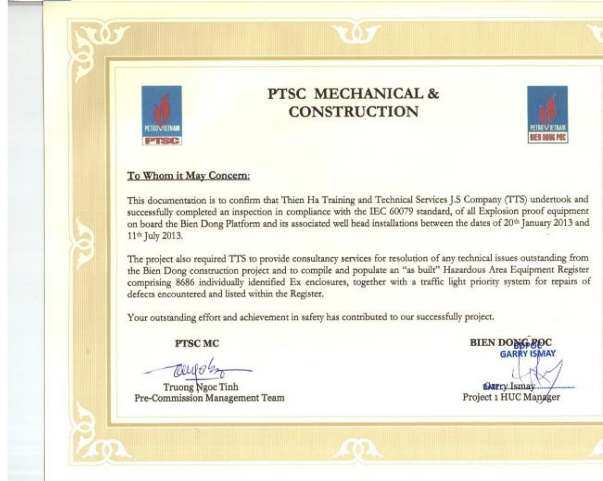 PTSC MECHANICAL &
CONSTRUCTION
PETROVIETNAM
PTSC
PETROVIETNAM
BIEN DONG POC
To Whom it May Concern:
This documentation is to confirm that Thien Ha Training and Technical Services J.S Company (TTS) undertook and
successfully completed an inspection in compliance with the IEC 60079 standard, of all Explosion proof equipment
on board the Bien Dong Platform and its associated well head installations between the dates of 20th January 2013 and
11th July 2013.
The project also required TTS to provide consultancy services for resolution of any technical issues outstanding from
the Bien Dong construction project and to compile and populate an "as built" Hazardous Area Equipment Register
comprising 8686 individually identified Ex enclosures, together with a traffic light priority system for repairs of
defects encountered and listed within the Register.
Your outstanding effort and achievement in safety has contributed to our successfully project.
PTSC MC
BIEN DONG POC
GARRY ISMAY
Truong Ngoc Tinh
Garry Ismay
Pre-Commission Management Team
Project 1 HUC Manager